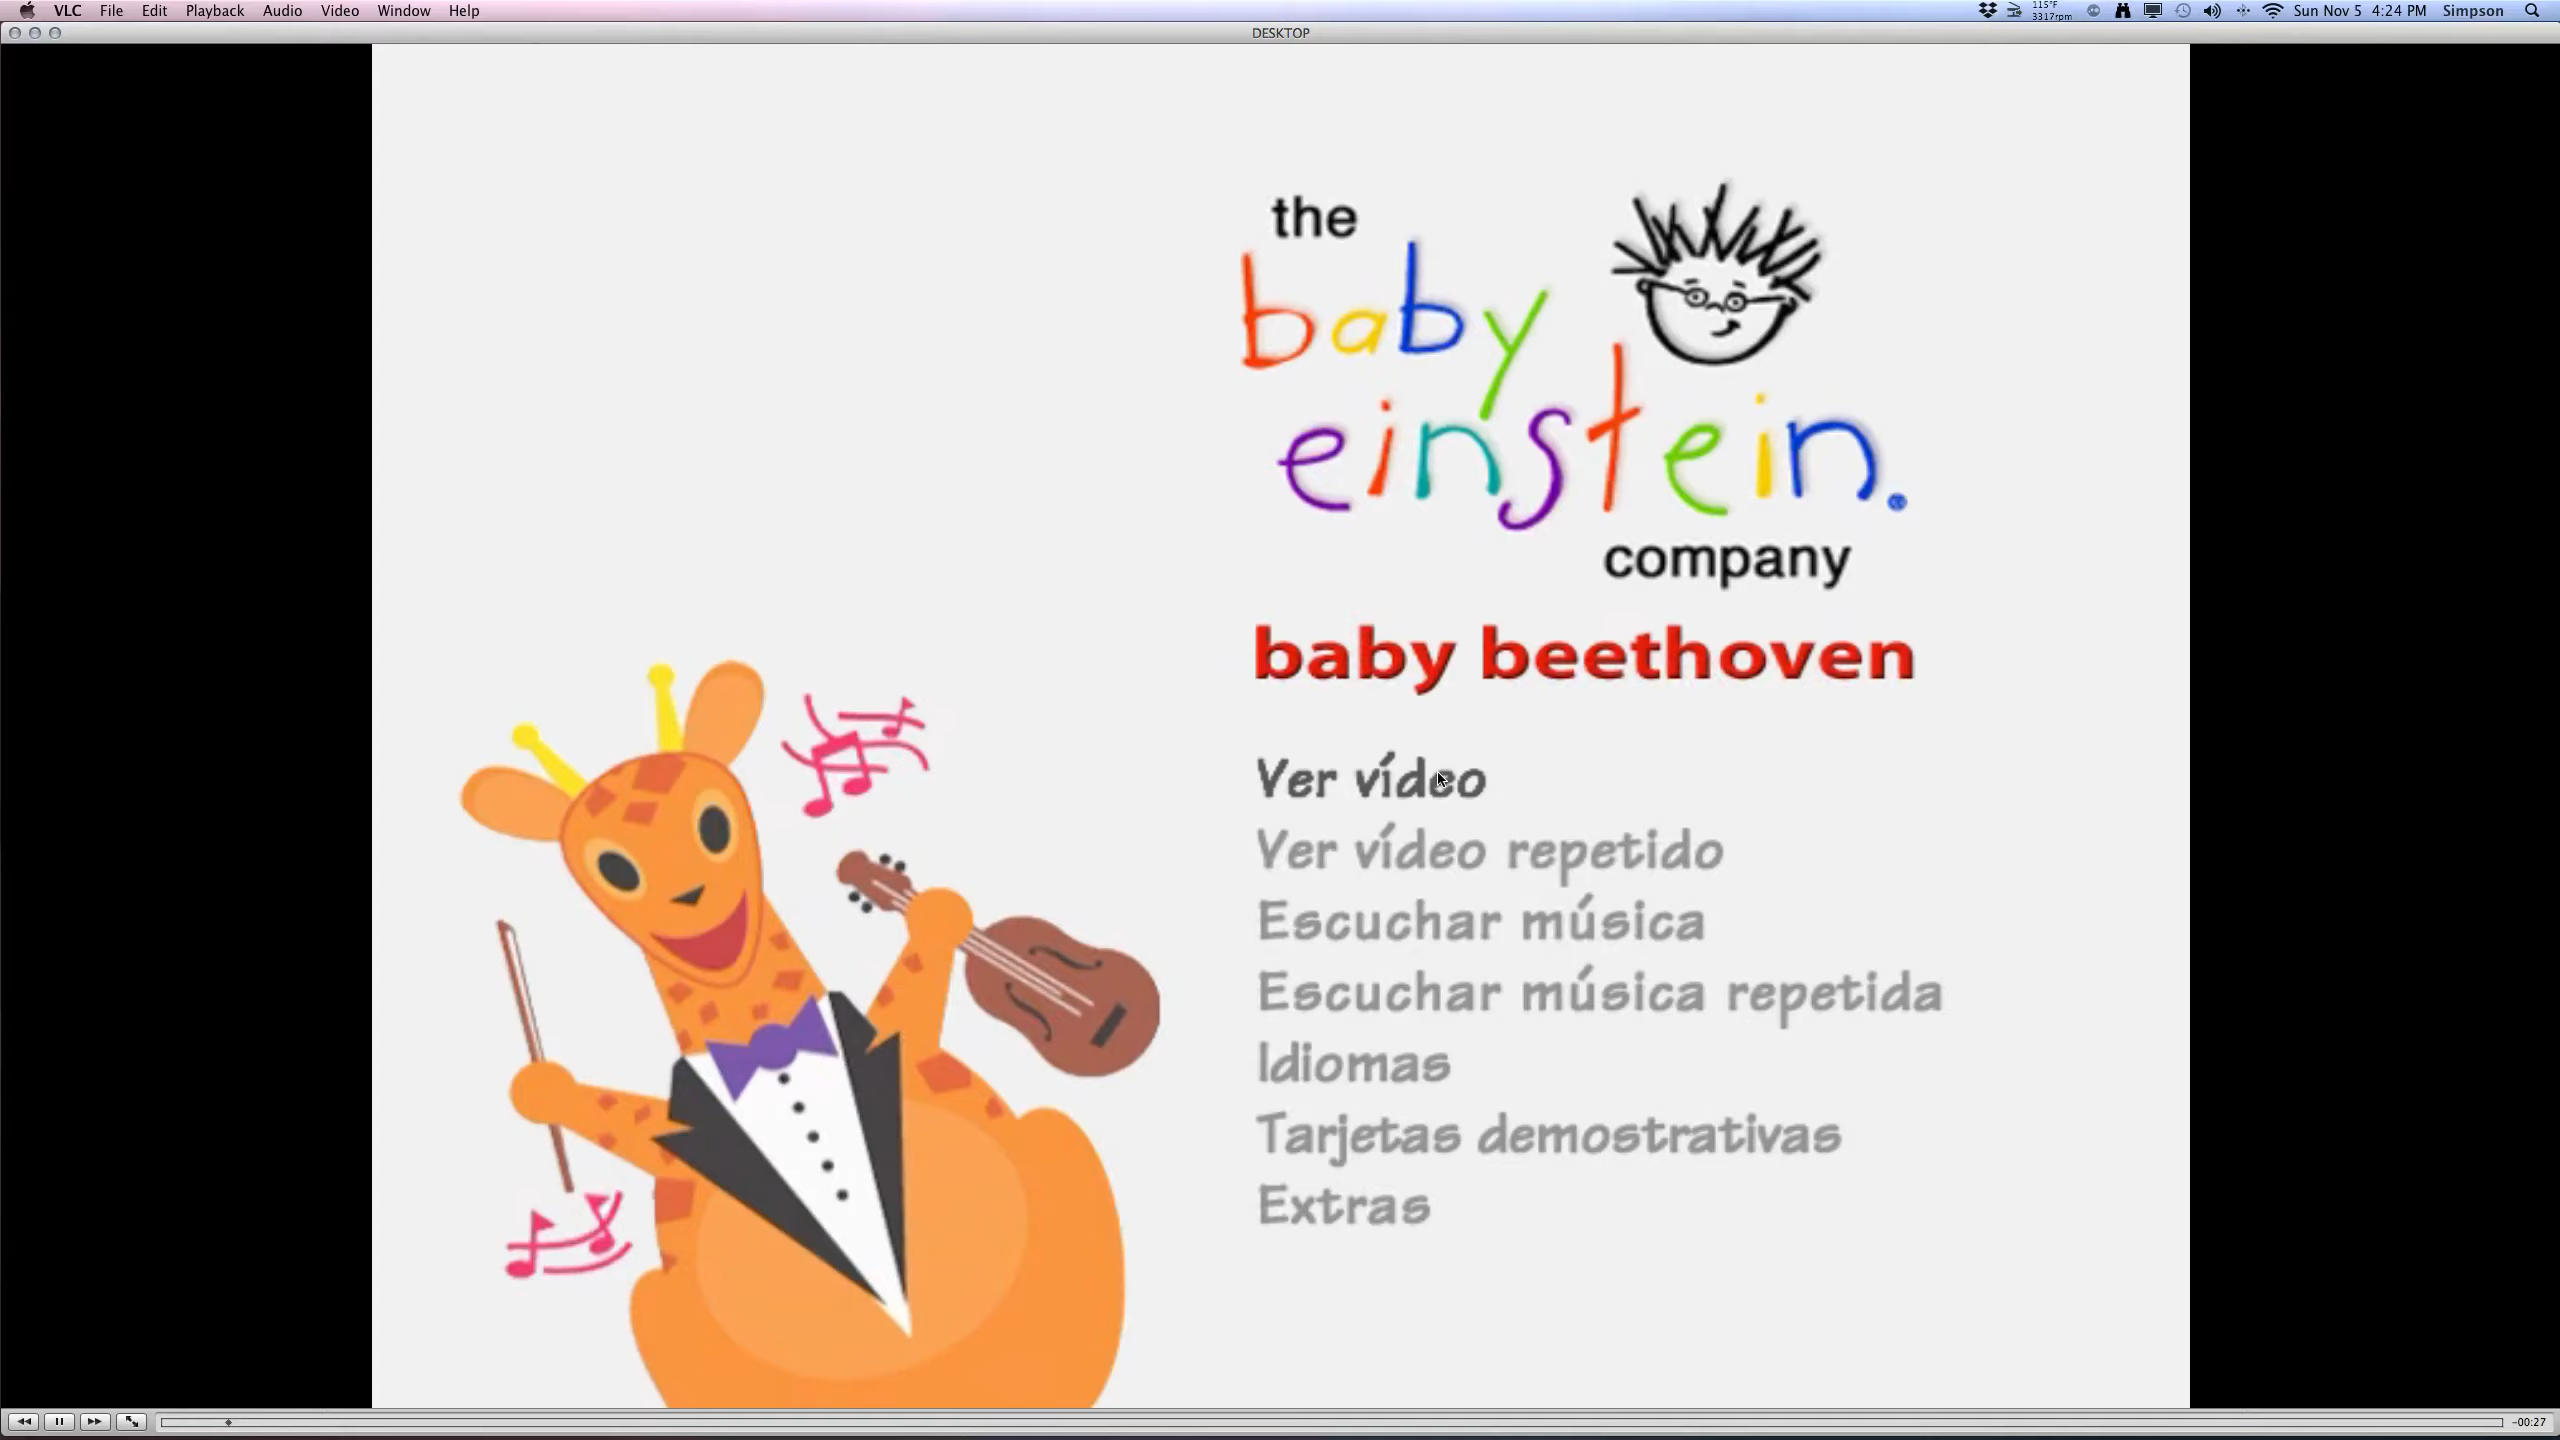 VLC File Edit Playback Audio Video Window Help
115°F
3317rpm
Sun Nov 5 4:24 PM Simpson
DESKTOP
the
baby
einstein®
company
baby beethoven
Ver vídeo
Ver vídeo repetido
Escuchar música
Escuchar música repetida
Idiomas
Tarjetas demostrativas
Extras
-00:27